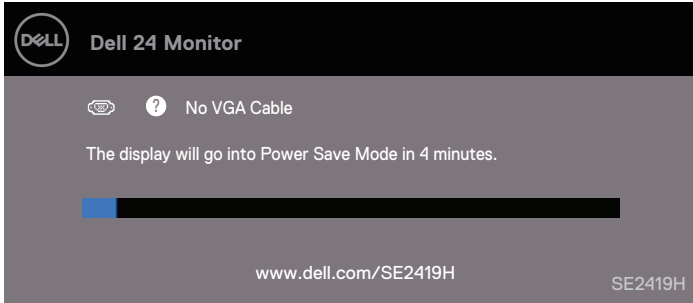 DELL
Dell 24 Monitor
? No VGA Cable
The display will go into Power Save Mode in 4 minutes.
www.dell.com/SE2419H
SE2419H